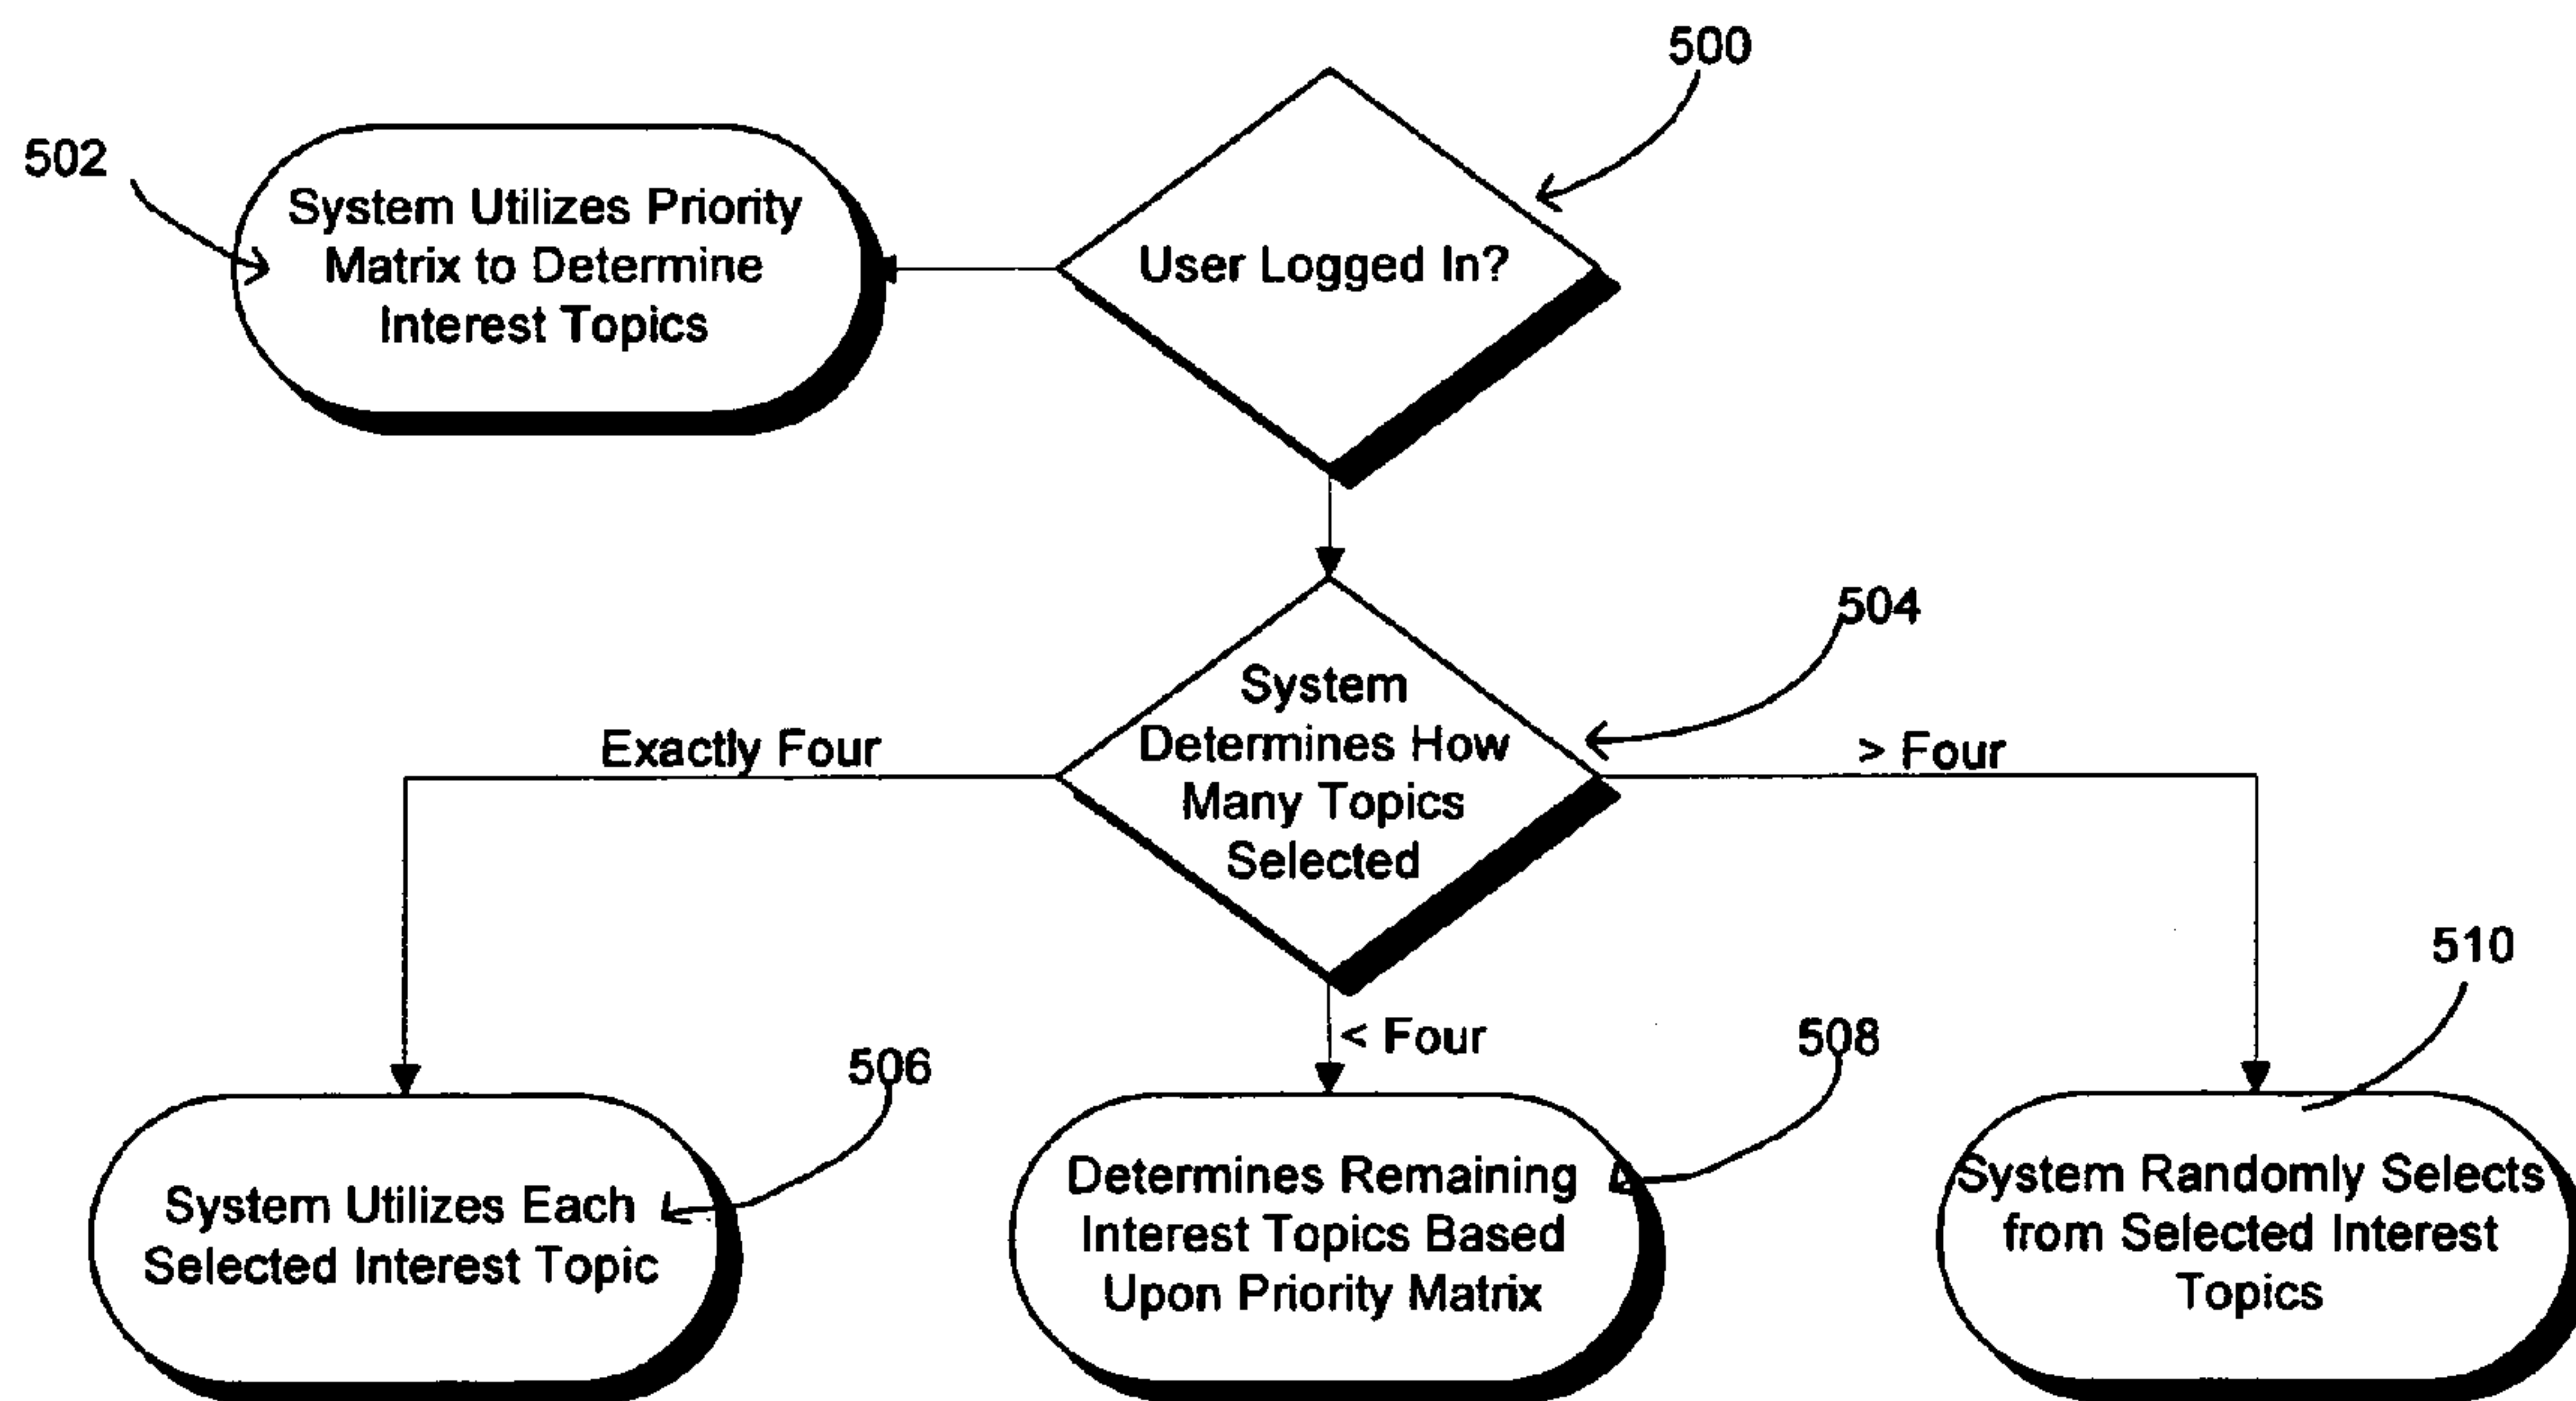 500
502
System Utilizes Priority
Matrix to Determine
Interest Topics
User Logged In?
504
System
Determines How
Many Topics
Selected
Exactly Four
> Four
< Four
506
508
510
System Utilizes Each
Selected Interest Topic
Determines Remaining
Interest Topics Based
Upon Priority Matrix
System Randomly Selects
from Selected Interest
Topics